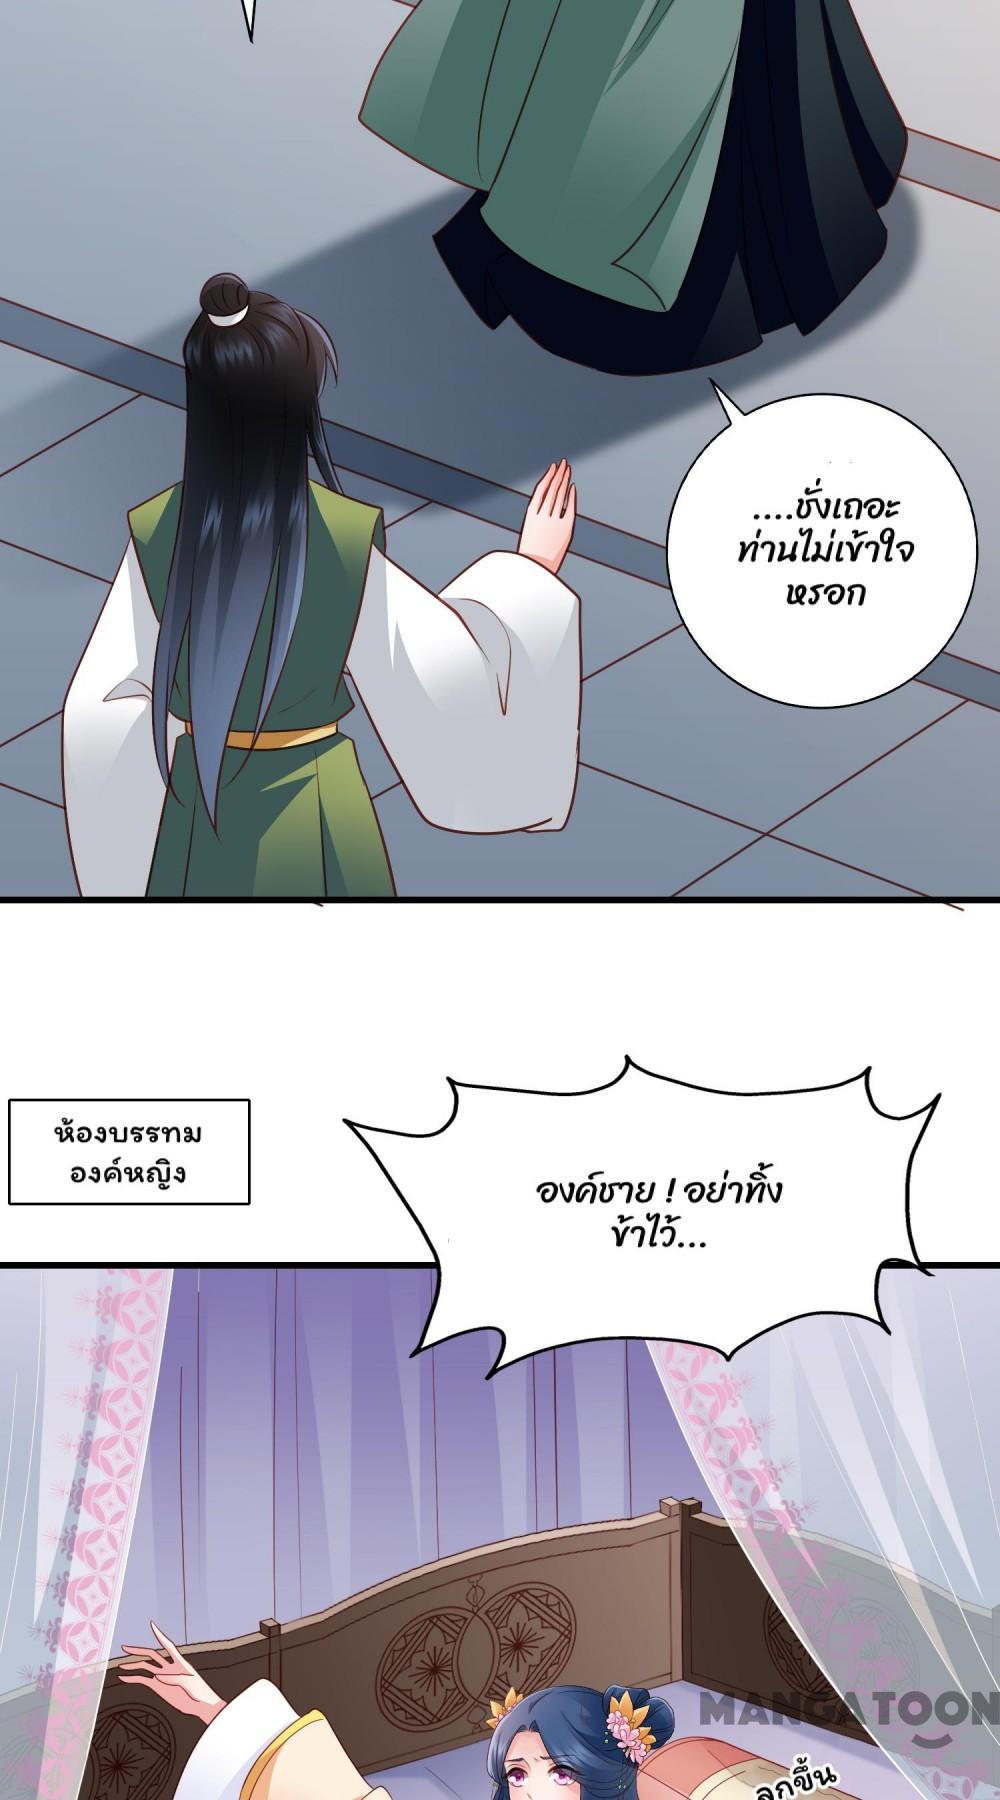 ....ชั่งเถอะ
ท่านไม่เข้าใจ
หรอก
ห้องบรรทม
องค์หญิง
องค์ชาย ! อย่าทิ้ง
ข้าไว้...
MANGATOON
ลุกขึ้น